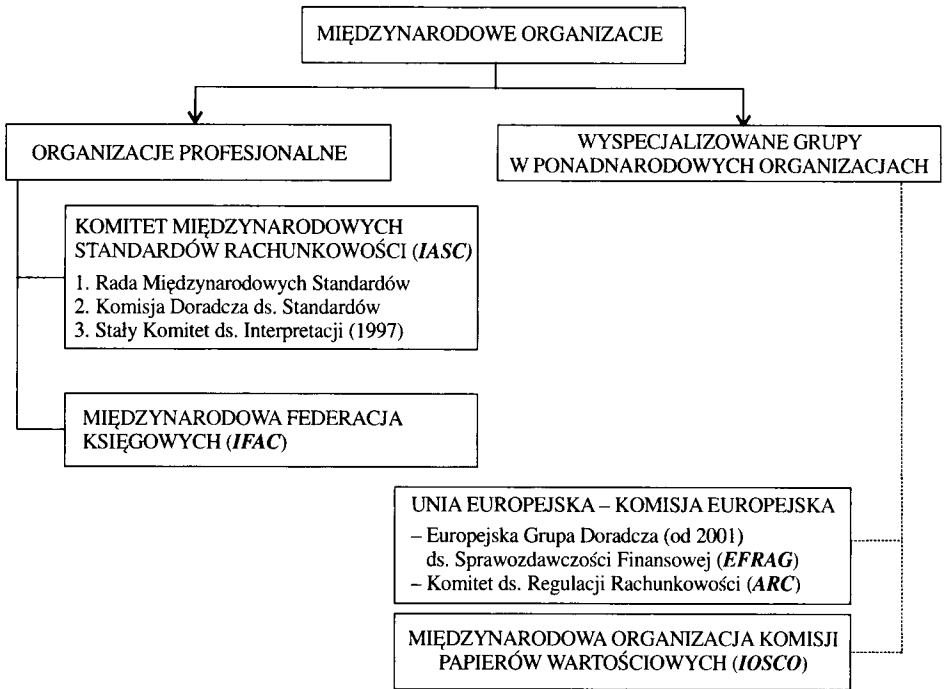 MIĘDZYNARODOWE ORGANIZACJE
ORGANIZACJE PROFESJONALNE
WYSPECJALIZOWANE GRUPY
W PONADNARODOWYCH ORGANIZACJACH
KOMITET MIĘDZYNARODOWYCH
STANDARDÓW RACHUNKOWOŚCI (IASC)
1. Rada Międzynarodowych Standardów
2. Komisja Doradcza ds. Standardów
3. Stały Komitet ds. Interpretacji (1997)
MIĘDZYNARODOWA FEDERACJA
KSIĘGOWYCH (IFAC)
UNIA EUROPEJSKA – KOMISJA EUROPEJSKA
– Europejska Grupa Doradcza (od 2001)
ds. Sprawozdawczości Finansowej (EFRAG)
– Komitet ds. Regulacji Rachunkowości (ARC)
MIĘDZYNARODOWA ORGANIZACJA KOMISJI
PAPIERÓW WARTOŚCIOWYCH (IOSCO)